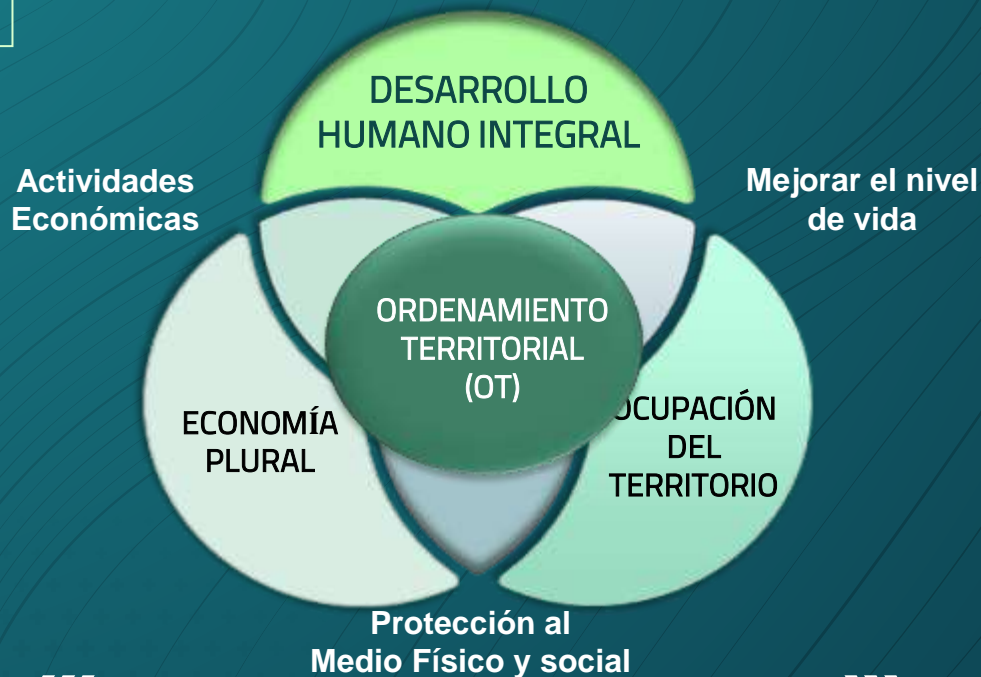 DESARROLLO
HUMANO INTEGRAL
Actividades
Económicas
Mejorar el nivel
de vida
ORDENAMIENTO
TERRITORIAL
(OT)
ECONOMÍA
PLURAL
OCUPACIÓN
DEL
TERRITORIO
Protección al
Medio Físico y social